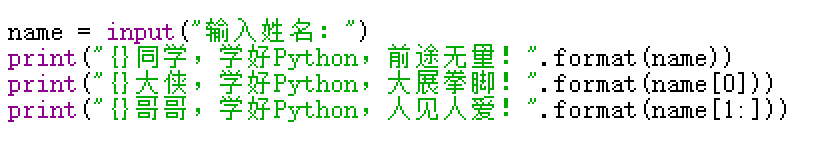 name = input("输入姓名：")
print("{}同学，学好Python，前途无量！".format(name))
print("{}大侠，学好Python，大展拳脚！".format(name[0]))
print("{}哥哥，学好Python，人见人爱！".format(name[1:]))